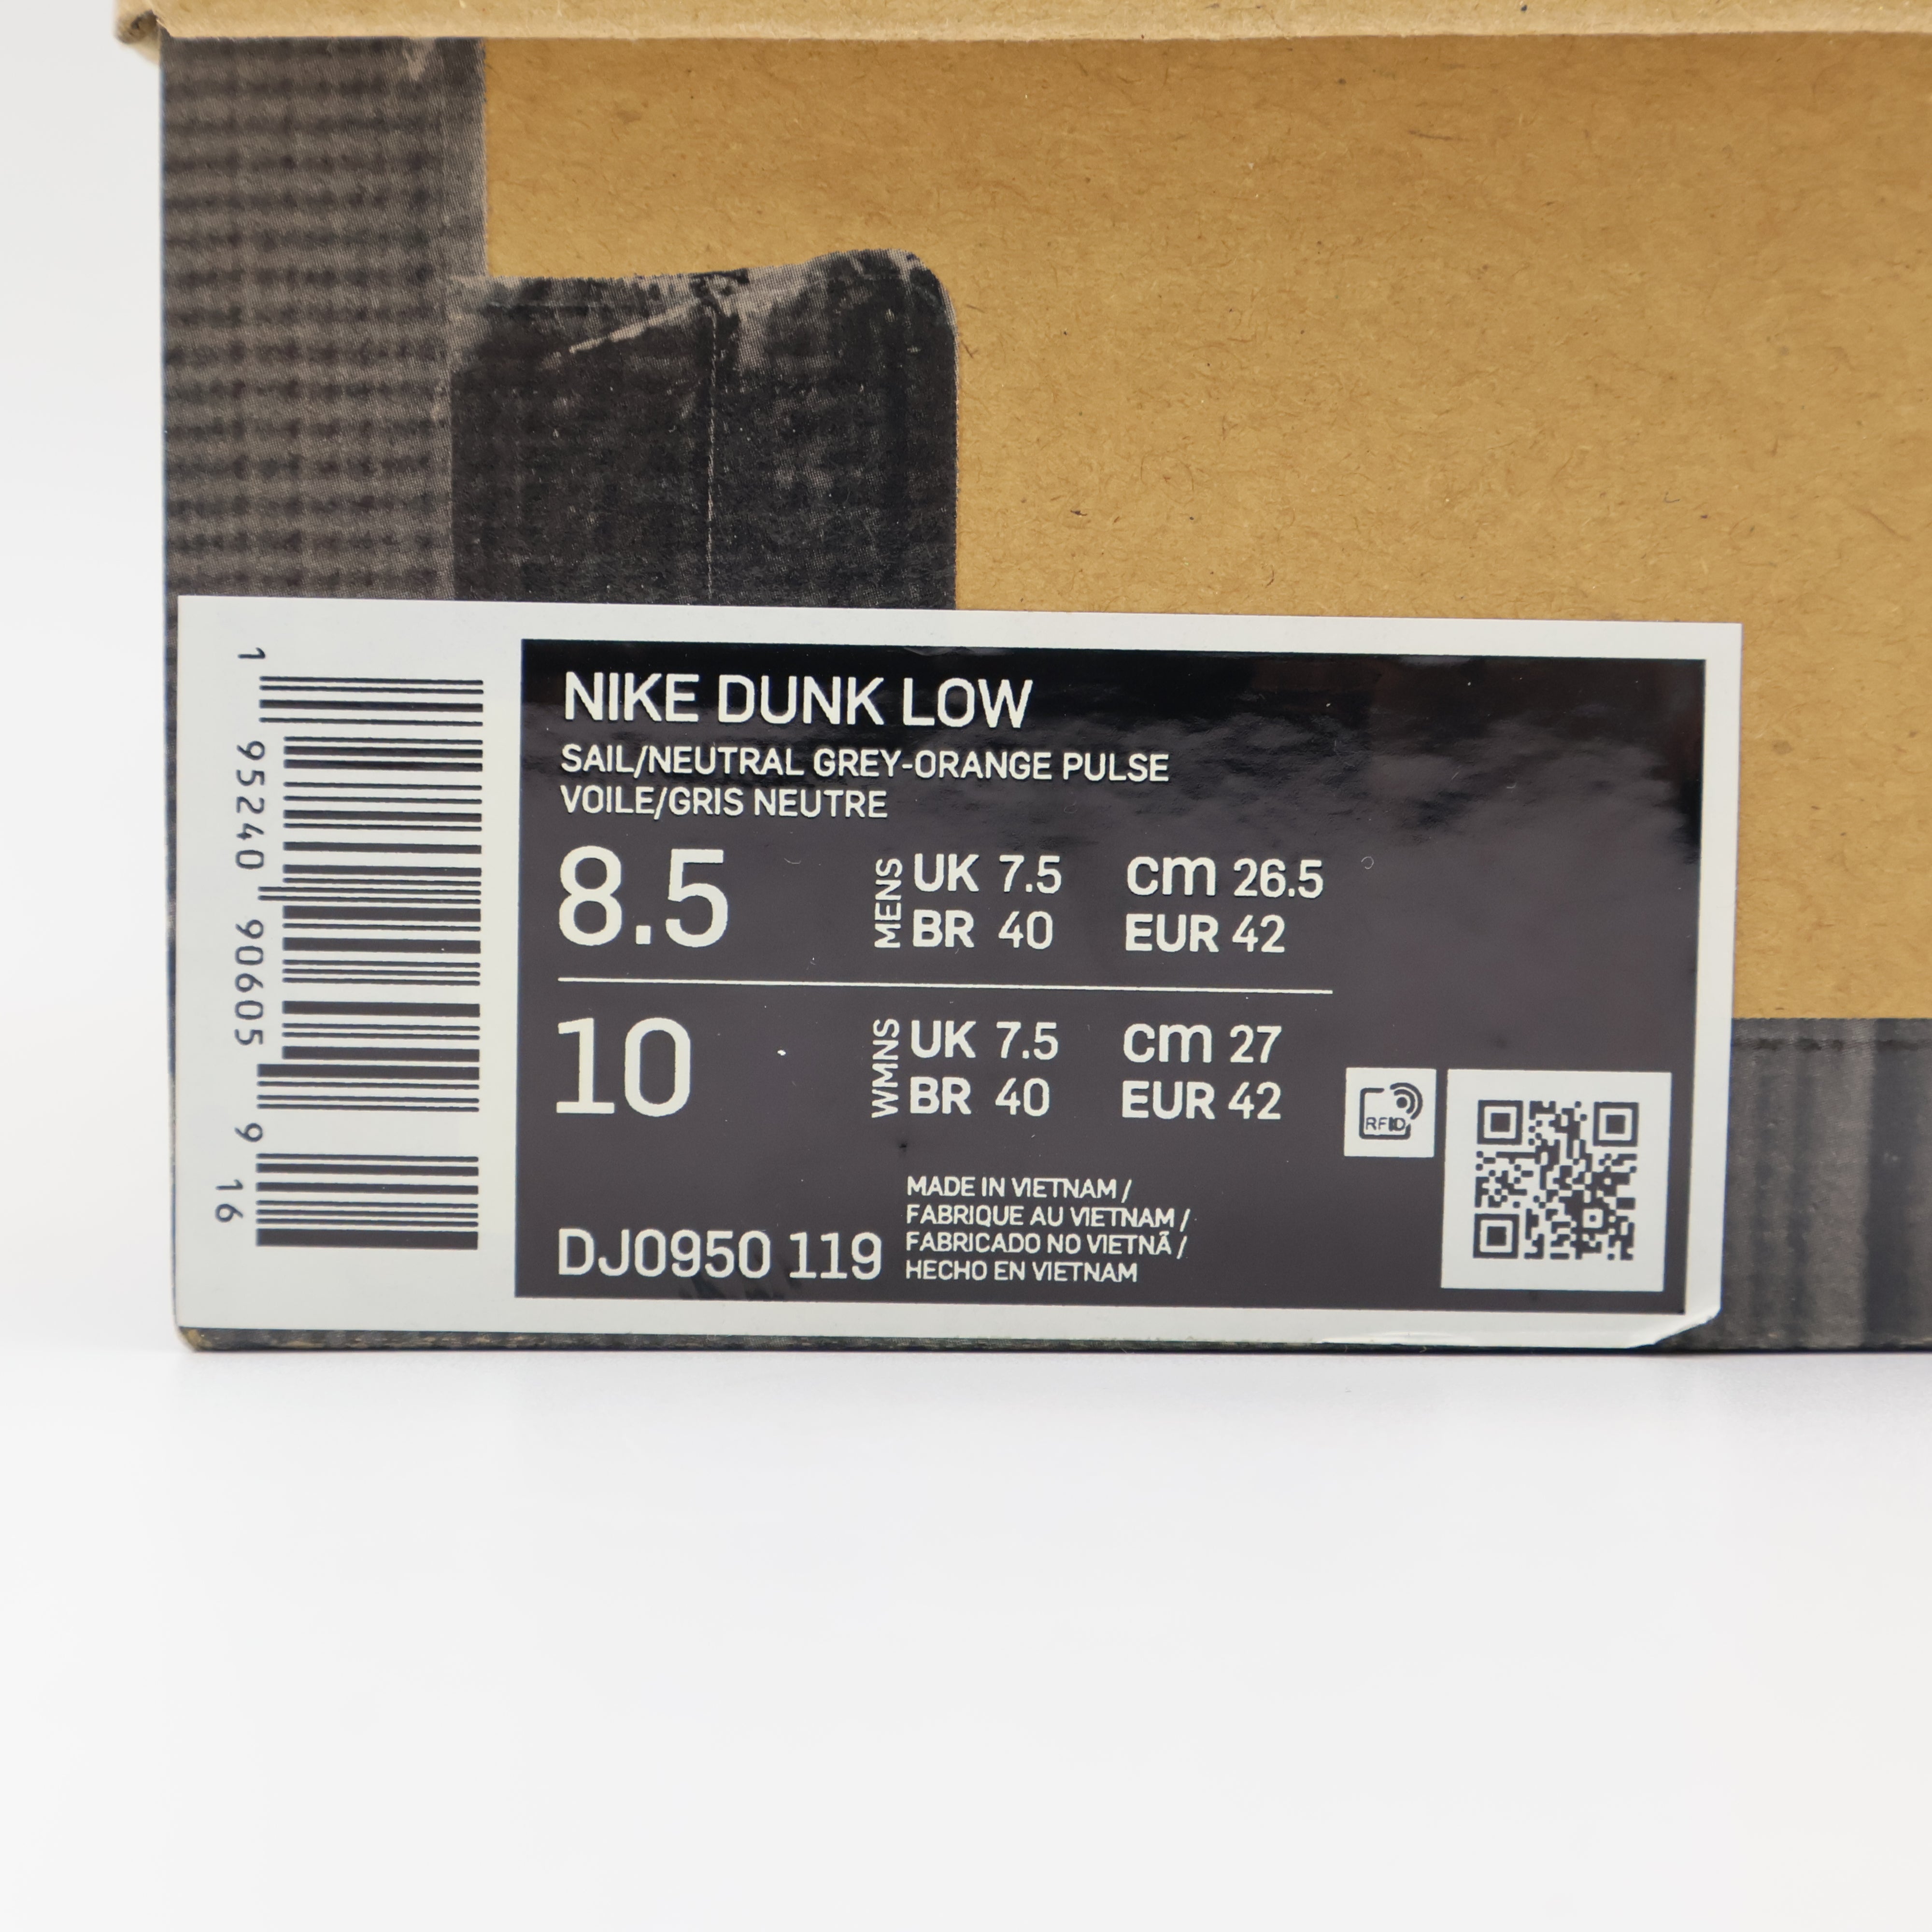 1 95240 90605 9 16
NIKE DUNK LOW
SAIL/NEUTRAL GREY-ORANGE PULSE
VOILE/GRIS NEUTRE
8.5 MENS UK 7.5 cm 26.5
BR 40 EUR 42
10 WMNS UK 7.5 cm 27
BR 40 EUR 42
RFID
DJ0950 119
MADE IN VIETNAM /
FABRIQUE AU VIETNAM /
FABRICADO NO VIETNÃ /
HECHO EN VIETNAM